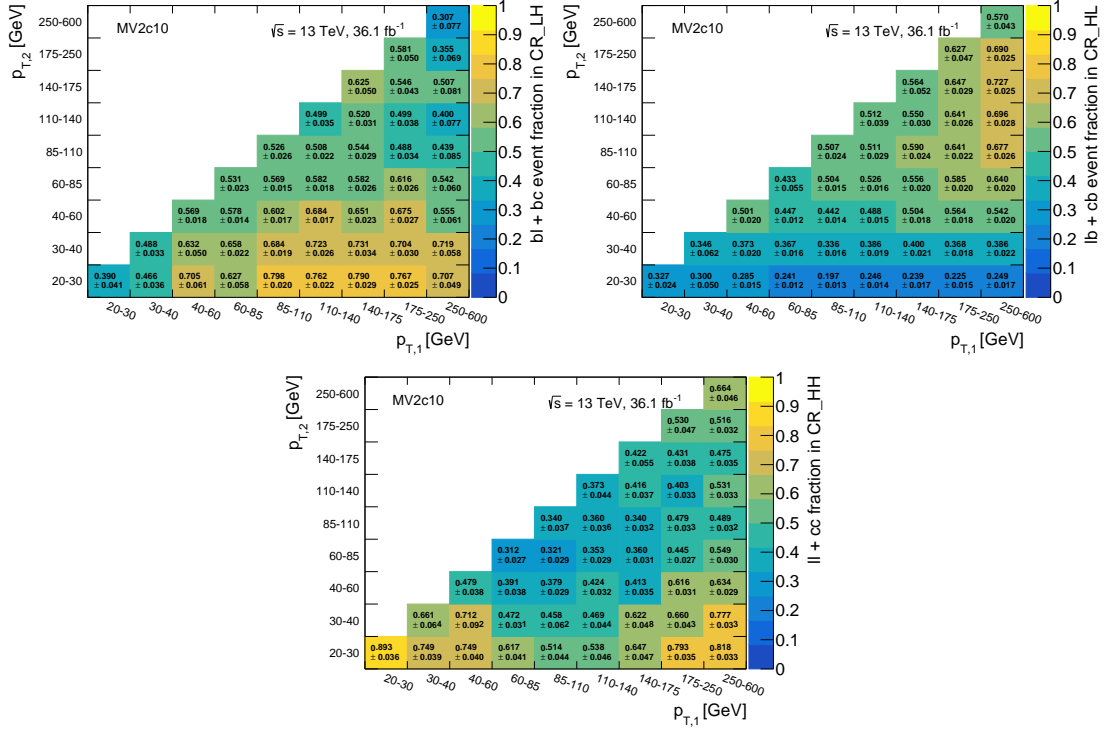 p_T,2 [GeV]
MV2c10
√s = 13 TeV, 36.1 fb⁻¹
250-600
0.307
± 0.077
175-250
0.581 0.355
± 0.050 ± 0.069
140-175
0.625 0.546 0.507
± 0.050 ± 0.043 ± 0.081
110-140
0.499 0.520 0.499 0.400
± 0.035 ± 0.031 ± 0.038 ± 0.077
85-110
0.526 0.508 0.544 0.488 0.439
± 0.026 ± 0.022 ± 0.029 ± 0.034 ± 0.085
60-85
0.531 0.569 0.582 0.582 0.616 0.542
± 0.023 ± 0.015 ± 0.018 ± 0.026 ± 0.026 ± 0.060
40-60
0.569 0.578 0.602 0.684 0.651 0.675 0.555
± 0.018 ± 0.014 ± 0.017 ± 0.017 ± 0.023 ± 0.027 ± 0.061
30-40
0.488 0.632 0.658 0.684 0.723 0.731 0.704 0.719
± 0.033 ± 0.050 ± 0.022 ± 0.019 ± 0.026 ± 0.034 ± 0.030 ± 0.058
20-30
0.390 0.466 0.705 0.627 0.798 0.762 0.790 0.767 0.707
± 0.041 ± 0.036 ± 0.061 ± 0.058 ± 0.020 ± 0.022 ± 0.025 ± 0.025 ± 0.049
20-30 30-40 40-60 60-85 85-110 110-140 140-175 175-250 250-600
p_T,1 [GeV]
1
0.9
0.8
0.7
0.6
0.5
0.4
0.3
0.2
0.1
0
bl + bc event fraction in CR_LH
p_T,2 [GeV]
MV2c10
√s = 13 TeV, 36.1 fb⁻¹
250-600
0.570
± 0.043
175-250
0.627 0.690
± 0.047 ± 0.025
140-175
0.564 0.647 0.727
± 0.052 ± 0.029 ± 0.025
110-140
0.512 0.550 0.641 0.696
± 0.039 ± 0.030 ± 0.026 ± 0.028
85-110
0.507 0.511 0.590 0.641 0.677
± 0.024 ± 0.029 ± 0.024 ± 0.022 ± 0.026
60-85
0.433 0.504 0.526 0.556 0.585 0.640
± 0.055 ± 0.015 ± 0.016 ± 0.020 ± 0.020 ± 0.020
40-60
0.501 0.447 0.442 0.488 0.504 0.564 0.542
± 0.020 ± 0.012 ± 0.014 ± 0.015 ± 0.018 ± 0.018 ± 0.020
30-40
0.346 0.373 0.367 0.336 0.386 0.400 0.368 0.386
± 0.062 ± 0.020 ± 0.016 ± 0.016 ± 0.019 ± 0.021 ± 0.018 ± 0.022
20-30
0.327 0.300 0.285 0.241 0.197 0.246 0.239 0.225 0.249
± 0.024 ± 0.050 ± 0.015 ± 0.012 ± 0.013 ± 0.014 ± 0.017 ± 0.015 ± 0.017
20-30 30-40 40-60 60-85 85-110 110-140 140-175 175-250 250-600
p_T,1 [GeV]
1
0.9
0.8
0.7
0.6
0.5
0.4
0.3
0.2
0.1
0
lb + cb event fraction in CR_HL
p_T,2 [GeV]
MV2c10
√s = 13 TeV, 36.1 fb⁻¹
250-600
0.664
± 0.046
175-250
0.530 0.516
± 0.047 ± 0.032
140-175
0.422 0.431 0.475
± 0.055 ± 0.038 ± 0.035
110-140
0.373 0.416 0.403 0.531
± 0.044 ± 0.037 ± 0.033 ± 0.033
85-110
0.340 0.360 0.340 0.479 0.489
± 0.037 ± 0.036 ± 0.032 ± 0.033 ± 0.032
60-85
0.312 0.321 0.353 0.360 0.445 0.549
± 0.027 ± 0.029 ± 0.029 ± 0.031 ± 0.027 ± 0.030
40-60
0.479 0.391 0.379 0.424 0.413 0.616 0.634
± 0.038 ± 0.038 ± 0.029 ± 0.032 ± 0.035 ± 0.031 ± 0.029
30-40
0.661 0.712 0.472 0.458 0.469 0.622 0.660 0.777
± 0.064 ± 0.092 ± 0.031 ± 0.062 ± 0.044 ± 0.048 ± 0.043 ± 0.033
20-30
0.893 0.749 0.749 0.617 0.514 0.538 0.647 0.793 0.818
± 0.036 ± 0.039 ± 0.040 ± 0.041 ± 0.044 ± 0.046 ± 0.047 ± 0.035 ± 0.033
20-30 30-40 40-60 60-85 85-110 110-140 140-175 175-250 250-600
p_T,1 [GeV]
1
0.9
0.8
0.7
0.6
0.5
0.4
0.3
0.2
0.1
0
ll + cc fraction in CR_HH